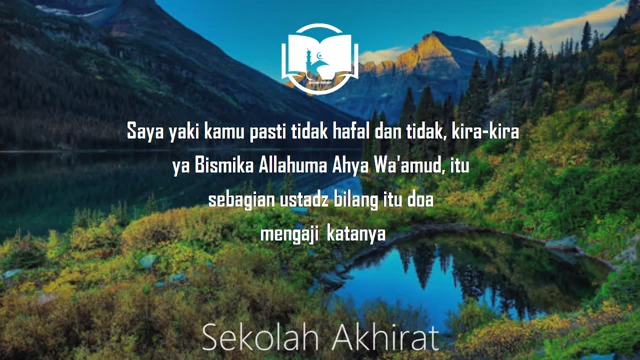 Saya yaki kamu pasti tidak hafal dan tidak, kira-kira
ya Bismika Allahuma Ahya Wa'amud, itu
sebagian ustadz bilang itu doa
mengaji katanya
Sekolah Akhirat